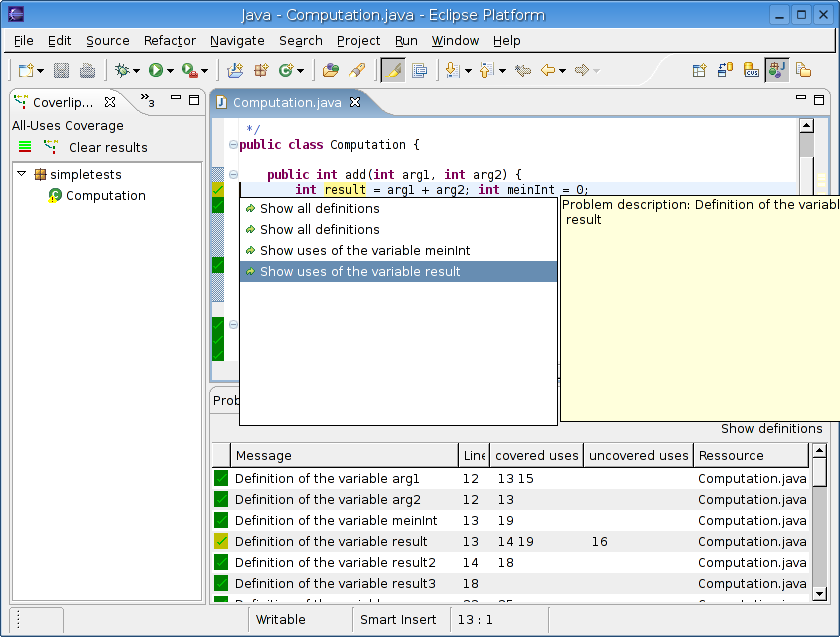 Java - Computation.java - Eclipse Platform
File Edit Source Refactor Navigate Search Project Run Window Help
Coverlip... »3
Computation.java
All-Uses Coverage
Clear results
simpletests
Computation
*/
public class Computation {
public int add(int arg1, int arg2) {
int result = arg1 + arg2; int meinInt = 0;
Show all definitions
Show all definitions
Show uses of the variable meinInt
Show uses of the variable result
Problem description: Definition of the variabl
result
Prob
Show definitions
Message Line covered uses uncovered uses Ressource
Definition of the variable arg1 12 13 15 Computation.java
Definition of the variable arg2 12 13 Computation.java
Definition of the variable meinInt 13 19 Computation.java
Definition of the variable result 13 14 19 16 Computation.java
Definition of the variable result2 14 18 Computation.java
Definition of the variable result3 18 Computation.java
Writable Smart Insert 13 : 1